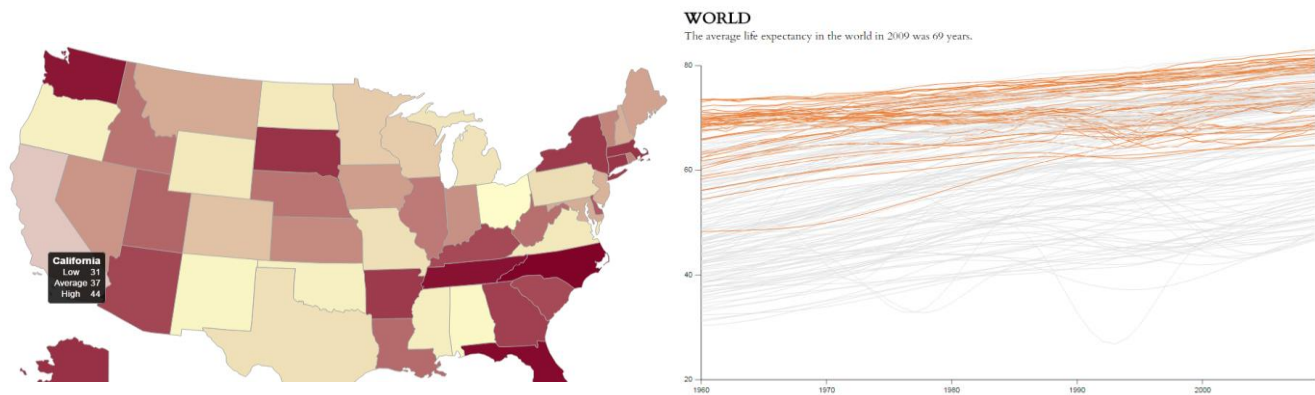 California
Low 31
Average 37
High 44
WORLD
The average life expectancy in the world in 2009 was 69 years.
80
60
40
20
1960
1970
1980
1990
2000